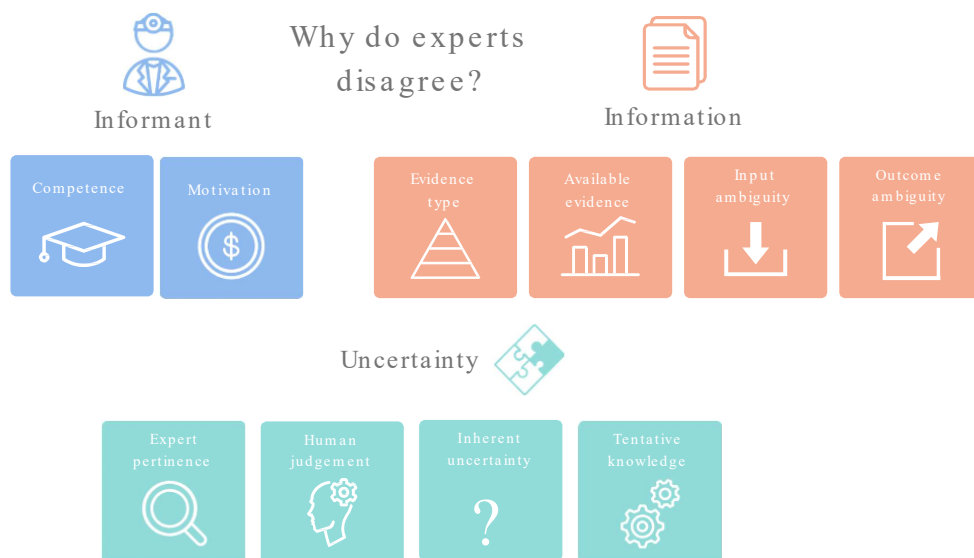 Why do experts
disagree?
Informant
Information
Competence
Motivation
$
Evidence
type
Available
evidence
Input
ambiguity
Outcome
ambiguity
Uncertainty
Expert
pertinence
Human
judgement
Inherent
uncertainty
?
Tentative
knowledge